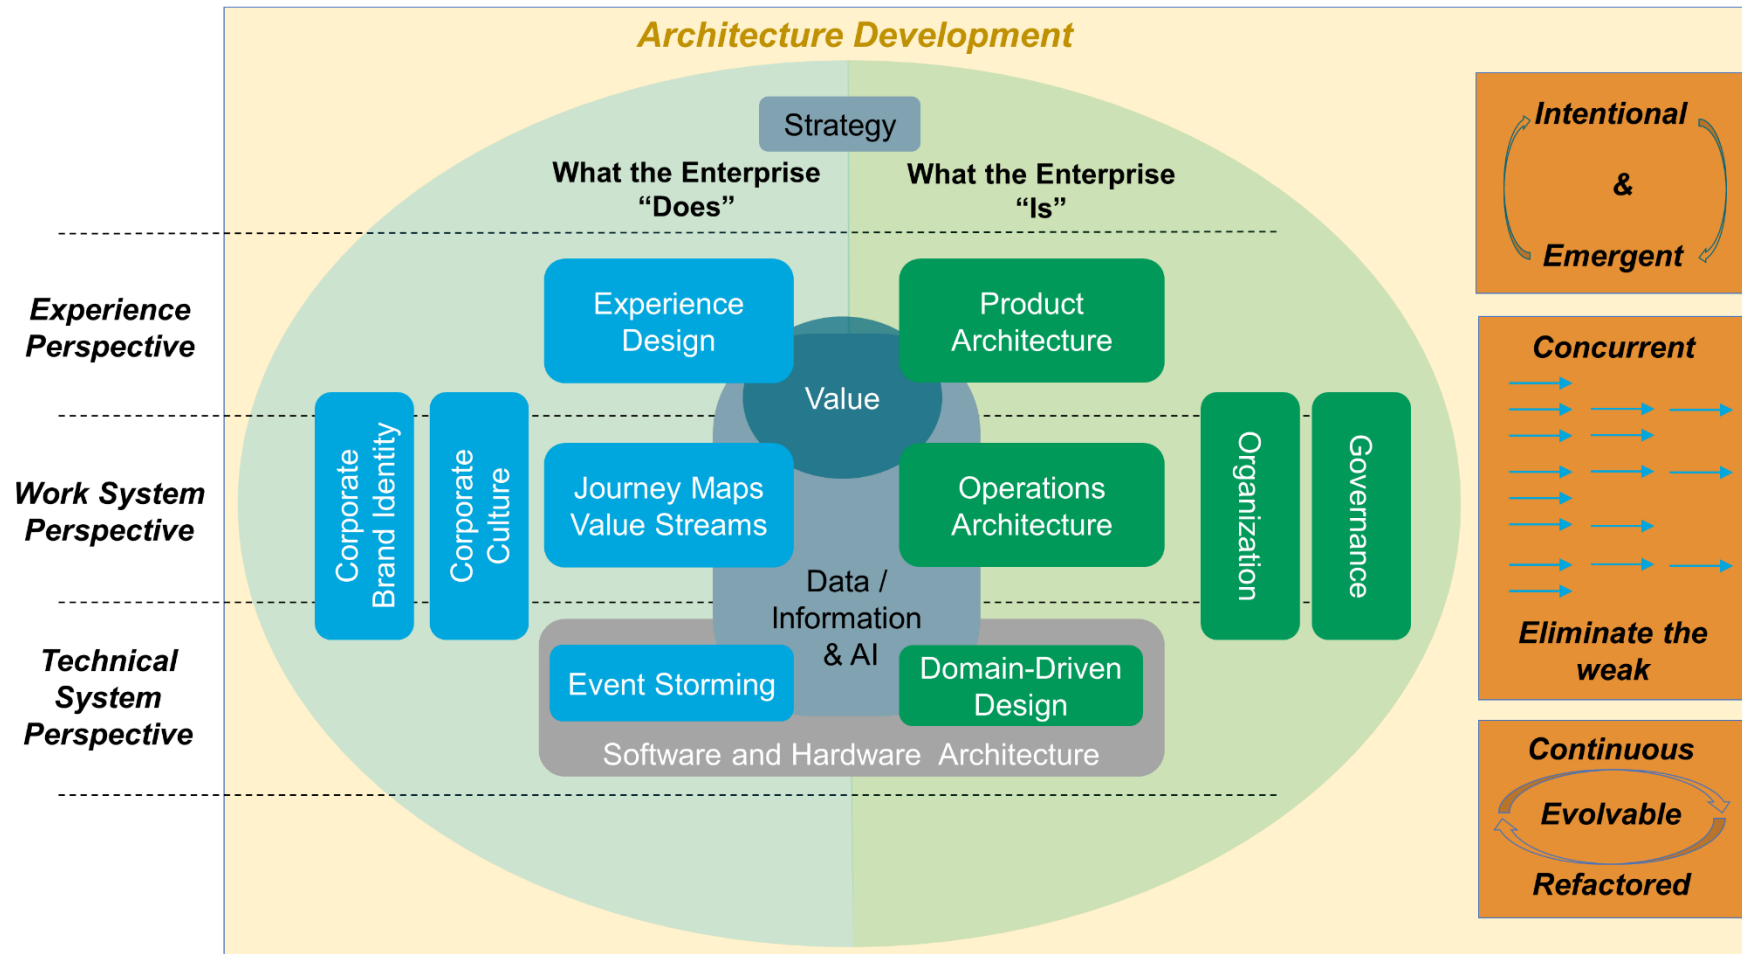 Architecture Development
Strategy
What the Enterprise
“Does”
What the Enterprise
“Is”
Experience
Perspective
Experience
Design
Product
Architecture
Value
Work System
Perspective
Corporate
Brand Identity
Corporate
Culture
Journey Maps
Value Streams
Operations
Architecture
Organization
Governance
Data /
Information
& AI
Technical
System
Perspective
Event Storming
Domain-Driven
Design
Software and Hardware Architecture
Intentional
&
Emergent
Concurrent
Eliminate the
weak
Continuous
Evolvable
Refactored